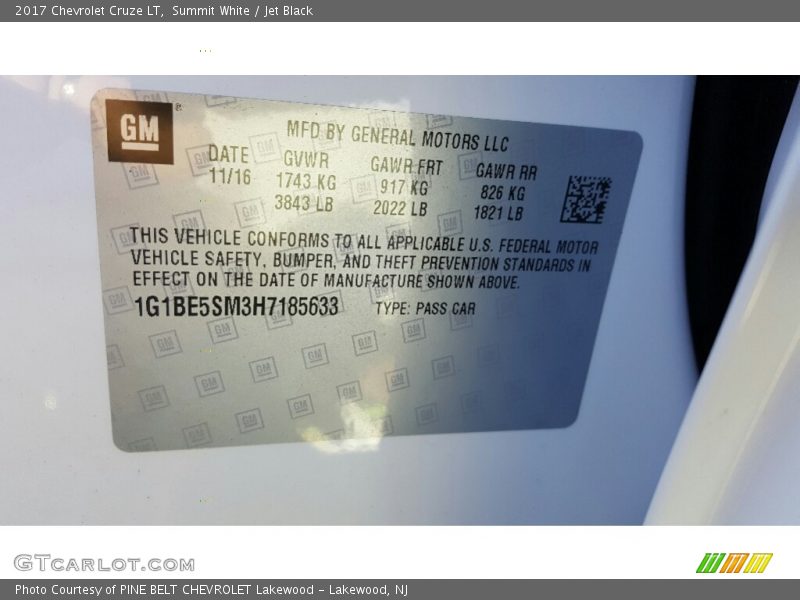 2017 Chevrolet Cruze LT, Summit White / Jet Black
GM ®
MFD BY GENERAL MOTORS LLC
DATE GVWR GAWR FRT GAWR RR
11/16 1743 KG 917 KG 826 KG
3843 LB 2022 LB 1821 LB
THIS VEHICLE CONFORMS TO ALL APPLICABLE U.S. FEDERAL MOTOR
VEHICLE SAFETY, BUMPER, AND THEFT PREVENTION STANDARDS IN
EFFECT ON THE DATE OF MANUFACTURE SHOWN ABOVE.
1G1BE5SM3H7185633 TYPE: PASS CAR
GTCARLOT.COM
Photo Courtesy of PINE BELT CHEVROLET Lakewood - Lakewood, NJ